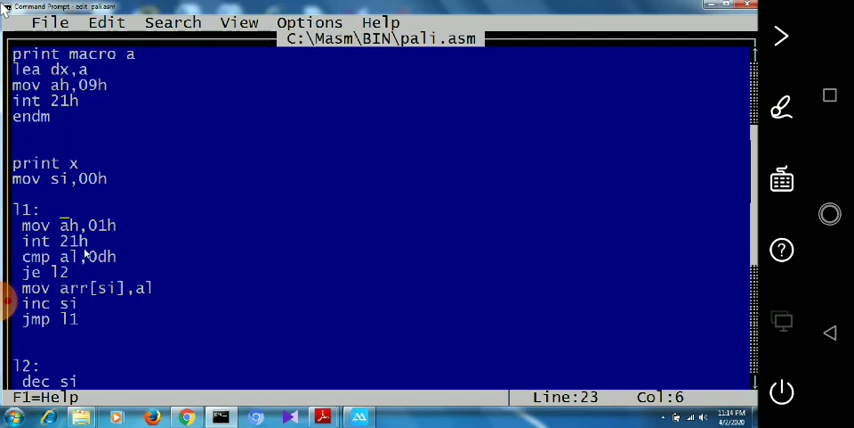 Command Prompt - edit pali.asm
File Edit Search View Options Help
C:\Masm\BIN\pali.asm
print macro a
lea dx,a
mov ah,09h
int 21h
endm
print x
mov si,00h
l1:
mov ah,01h
int 21h
cmp al,0dh
je l2
mov arr[si],al
inc si
jmp l1
l2:
dec si
F1=Help Line:23 Col:6
11:14 PM
4/2/2020